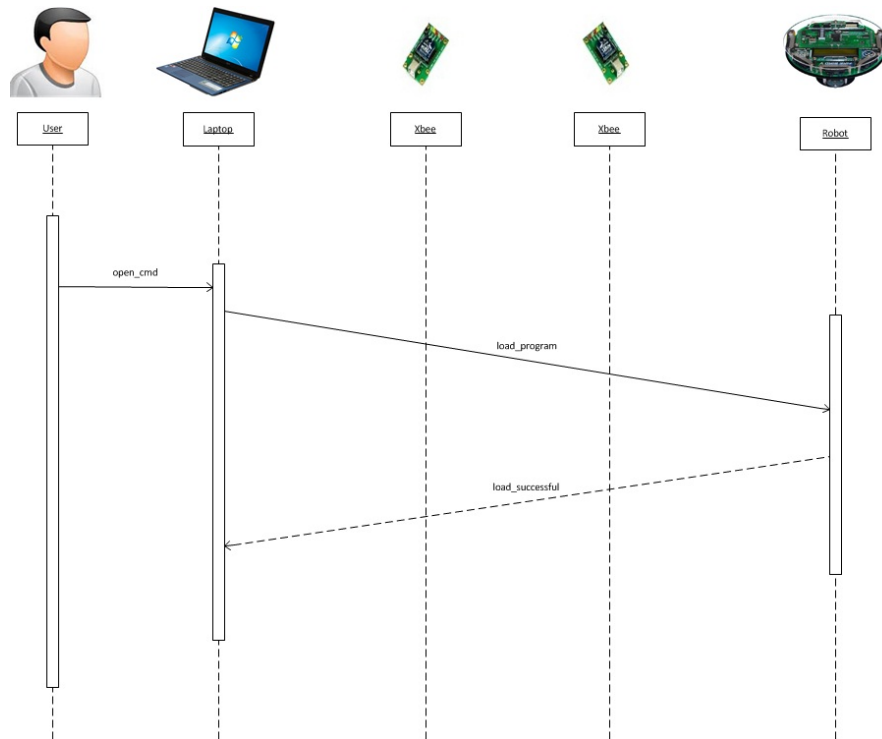 User
Laptop
Xbee
Xbee
Robot
open_cmd
load_program
load_successful